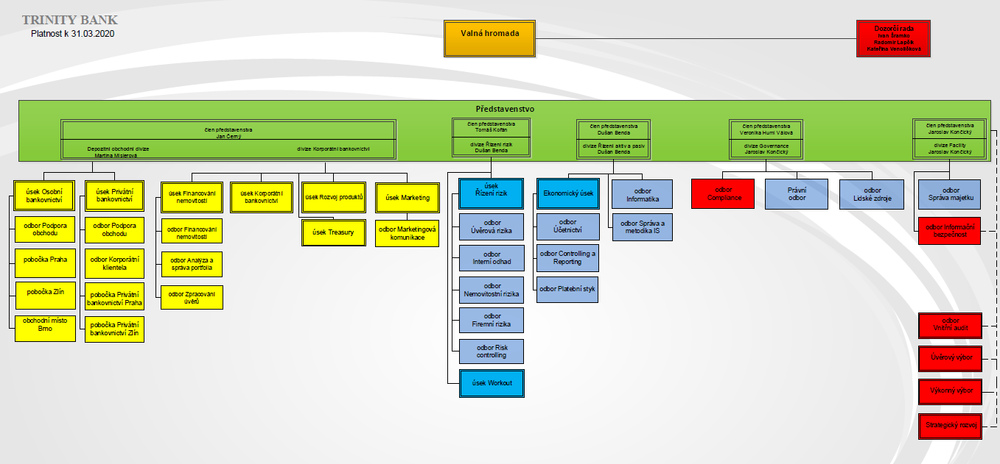 TRINITY BANK
Platnost k 31.03.2020
Valná hromada
Dozorčí rada
Ivan Šramko
Radomír Lapčík
Kateřina
Představenstvo
člen představenstva
Jan Černý
Depozitní obchodní divize
Martina Misierova
divize Korporátní bankovnictví
člen představenstva
Tomáš Kořán
divize Řízení rizik
Dušan Benda
člen představenstva
Dušan Benda
divize Řízení aktiv a pasiv
Dušan Benda
člen představenstva
Veronika Huml Válová
divize Governance
Jaroslav Končický
člen představenstva
Jaroslav Končický
divize Facility
Jaroslav Končický
úsek Osobní
bankovnictví
odbor Podpora
obchodu
pobočka Praha
pobočka Zlín
obchodní místo
Brno
úsek Privátní
bankovnictví
odbor Podpora
obchodu
odbor Korporátní
klientela
pobočka Privátní
bankovnictví Praha
pobočka Privátní
bankovnictví Zlín
úsek Financování
nemovitostí
odbor Financování
nemovitostí
odbor Analýza a
správa portfolia
odbor Zpracování
úvěrů
úsek Korporátní
bankovnictví
úsek Rozvoj produktů
úsek Treasury
úsek Marketing
odbor Marketingová
komunikace
úsek
Řízení rizik
odbor
Úvěrová rizika
odbor
Interní odhad
odbor
Nemovitostní rizika
odbor
Firemní rizika
odbor Risk
controlling
úsek Workout
Ekonomický úsek
odbor
Účetnictví
odbor Controlling a
Reporting
odbor Platební styk
odbor
Informatika
odbor Správa a
metodika IS
odbor
Compliance
Právní
odbor
odbor
Lidské zdroje
odbor
Správa majetku
odbor Informační
bezpečnost
odbor
Vnitřní audit
Úvěrový výbor
Výkonný výbor
Strategický rozvoj